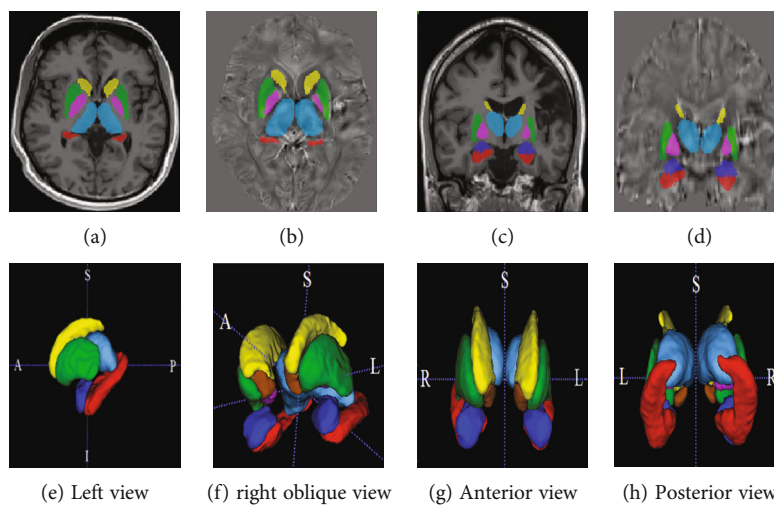 (a) (b) (c) (d)
S
A P
I
(e) Left view
S
A
L
(f) right oblique view
S
R L
(g) Anterior view
S
L R
(h) Posterior view